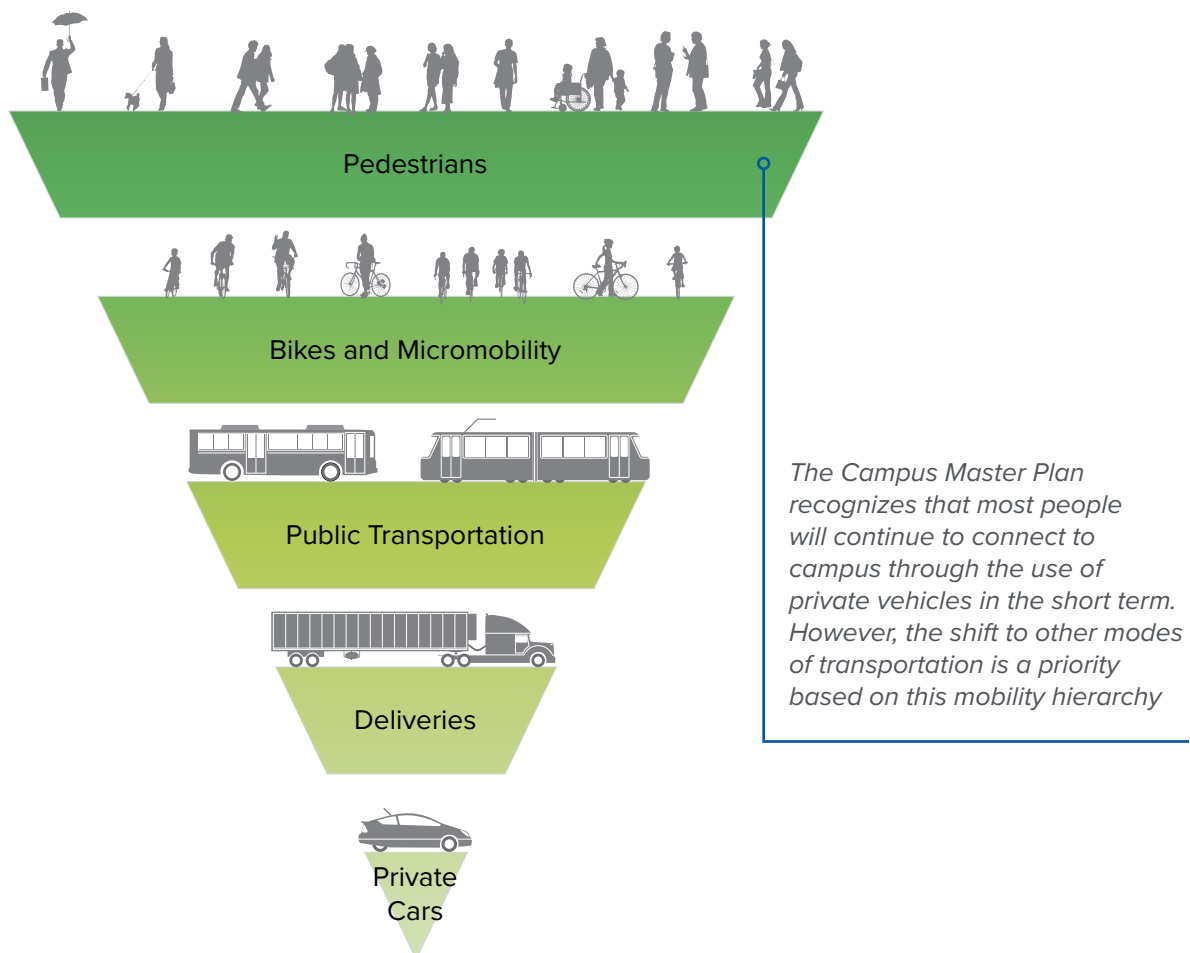 Pedestrians
Bikes and Micromobility
Public Transportation
Deliveries
Private
Cars
The Campus Master Plan
recognizes that most people
will continue to connect to
campus through the use of
private vehicles in the short term.
However, the shift to other modes
of transportation is a priority
based on this mobility hierarchy